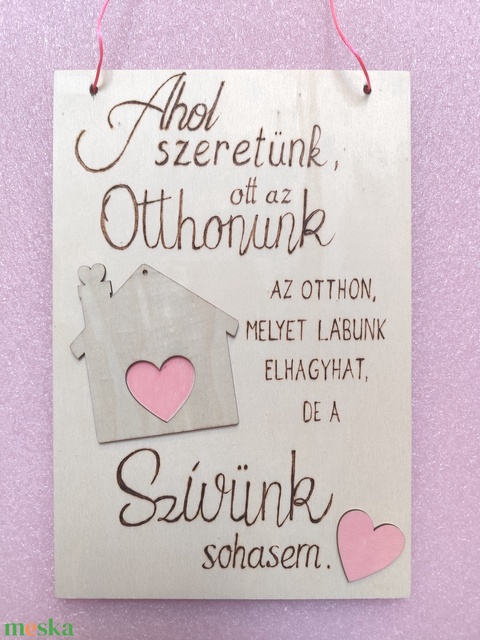 Ahol
szeretünk,
ott az
Otthonunk
AZ OTTHON,
MELYET LÁBUNK
ELHAGYHAT,
DE A
Szívünk
sohasem.
meska